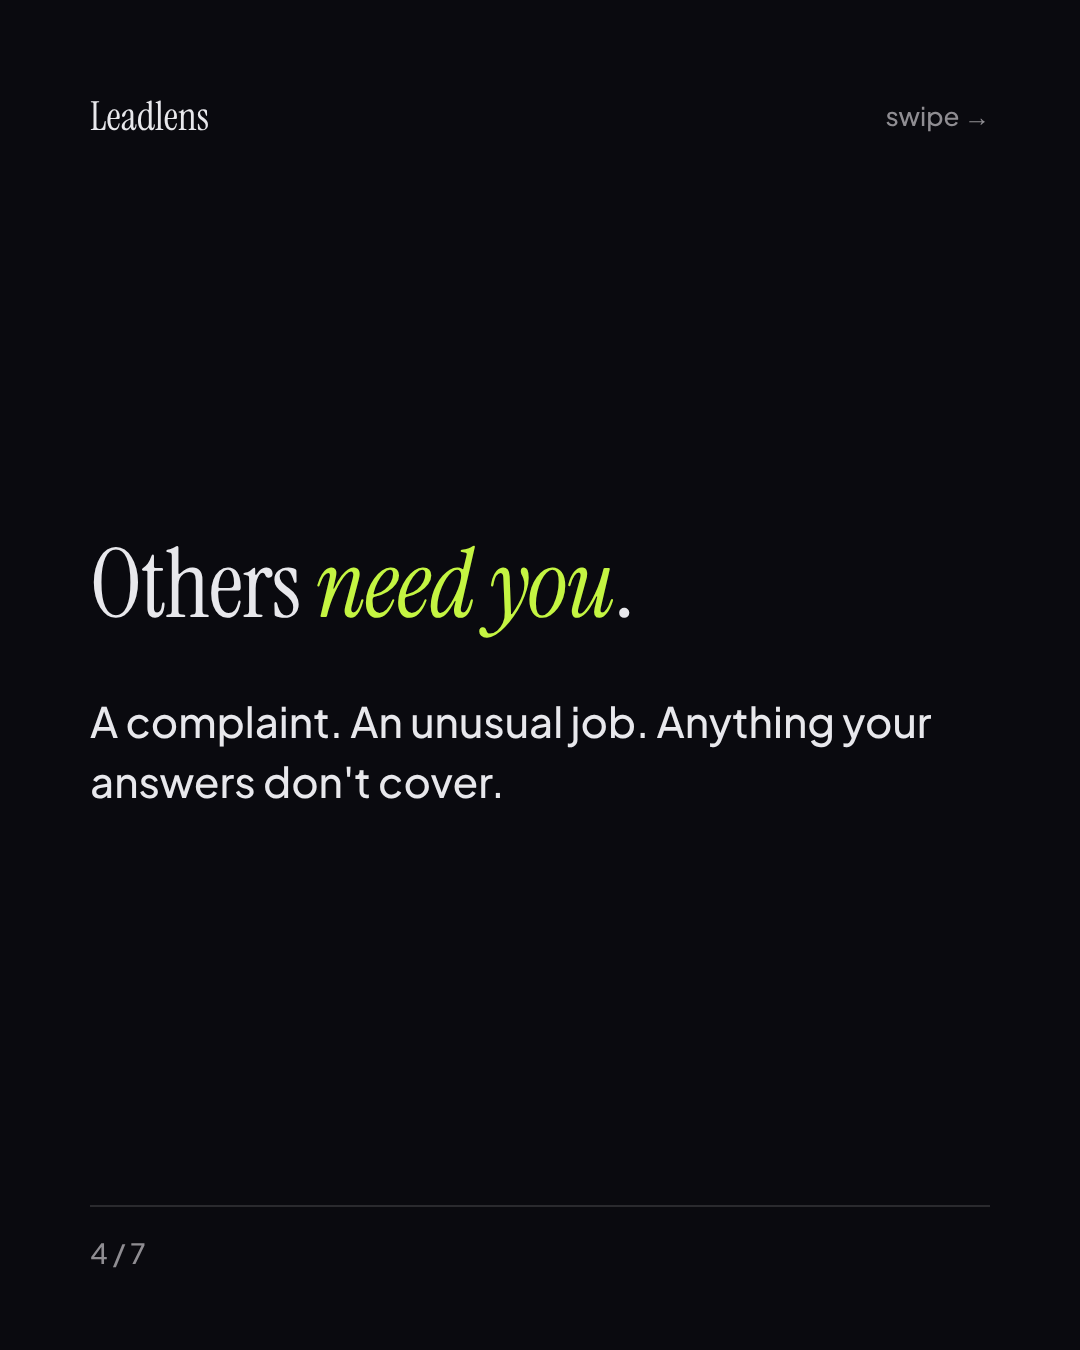 Leadlens
swipe →
Others need you.
A complaint. An unusual job. Anything your
answers don't cover.
4 / 7